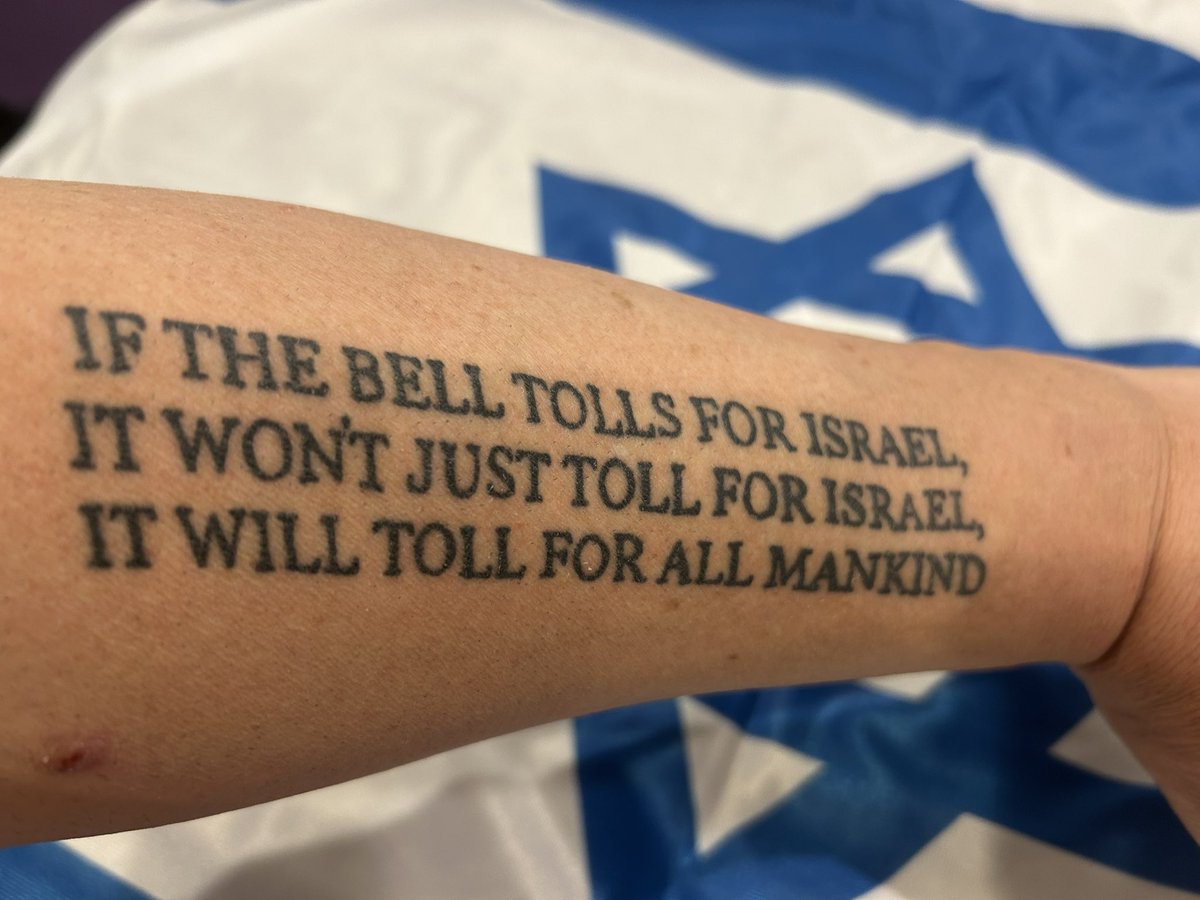 IF THE BELL TOLLS FOR ISRAEL,
IT WON'T JUST TOLL FOR ISRAEL,
IT WILL TOLL FOR ALL MANKIND